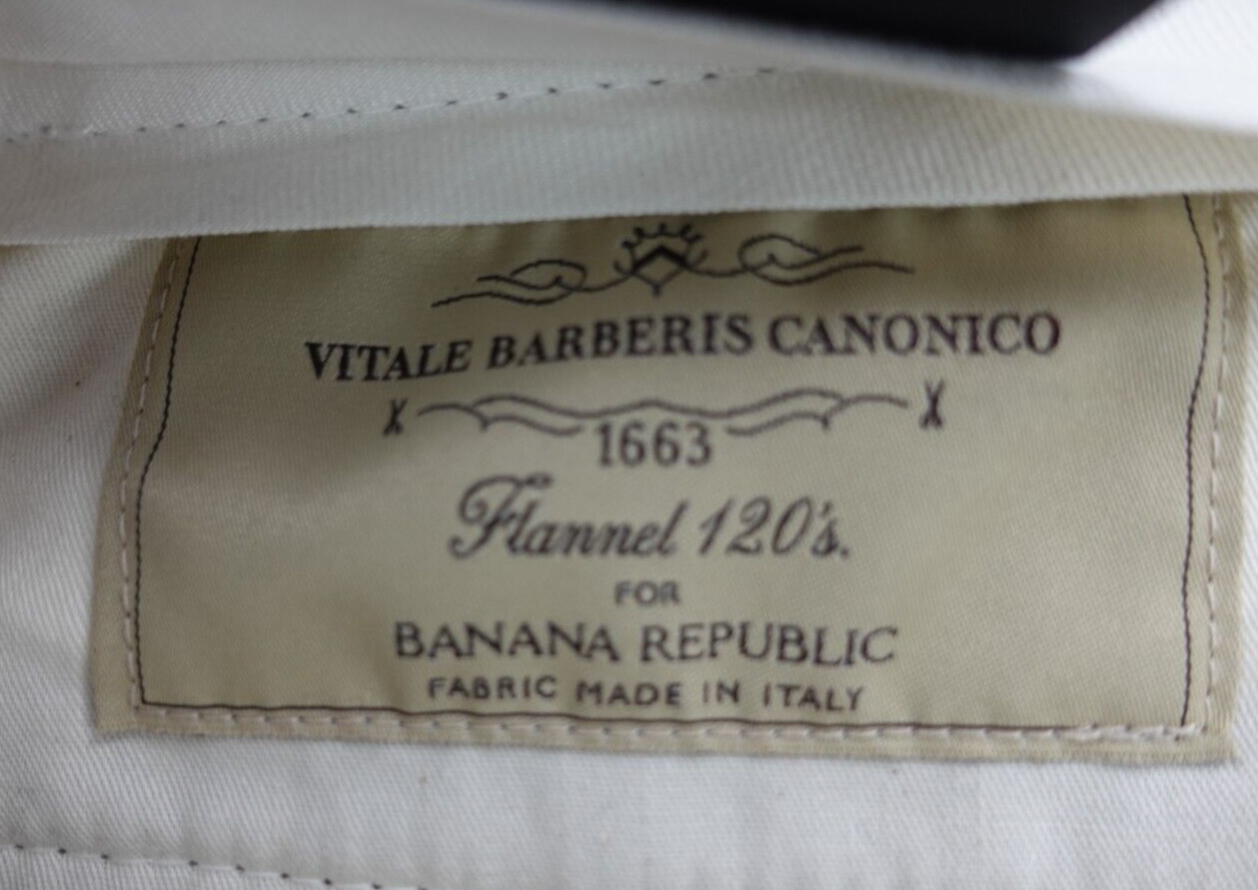 VITALE BARBERIS CANONICO
1663
Flannel 120's.
FOR
BANANA REPUBLIC
FABRIC MADE IN ITALY